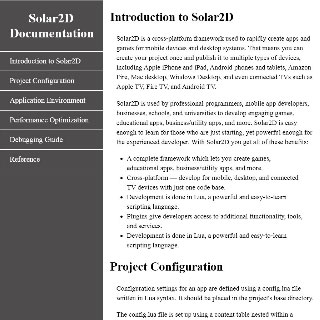 Solar2D
Documentation
Introduction to Solar2D
Project Configuration
Application Environment
Performance Optimization
Debugging Guide
Reference
Introduction to Solar2D
Solar2D is a cross-platform framework used to rapidly create apps and
games for mobile devices and desktop systems. That means you can
create your project once and publish it to multiple types of devices,
including Apple iPhone and iPad, Android phones and tablets, Amazon
Fire, Mac desktop, Windows Desktop, and even connected TVs such as
Apple TV, Fire TV, and Android TV.
Solar2D is used by professional programmers, mobile app developers,
businesses, schools, and universities to develop engaging games,
educational apps, business/utility apps, and more. Solar2D is easy
enough to learn for those who are just starting, yet powerful enough for
the experienced developer. With Solar2D you get all of these benefits:
A complete framework which lets you create games,
educational apps, business/utility apps, and more.
Cross-platform — develop for mobile, desktop, and connected
TV devices with just one code base.
Development is done in Lua, a powerful and easy-to-learn
scripting language.
Plugins give developers access to additional functionality, tools,
and services.
Development is done in Lua, a powerful and easy-to-learn
scripting language.
Project Configuration
Configuration settings for an app are defined using a config.lua file
written in Lua syntax. It should be placed in the project's base directory.
The config.lua file is set up using a content table nested within a